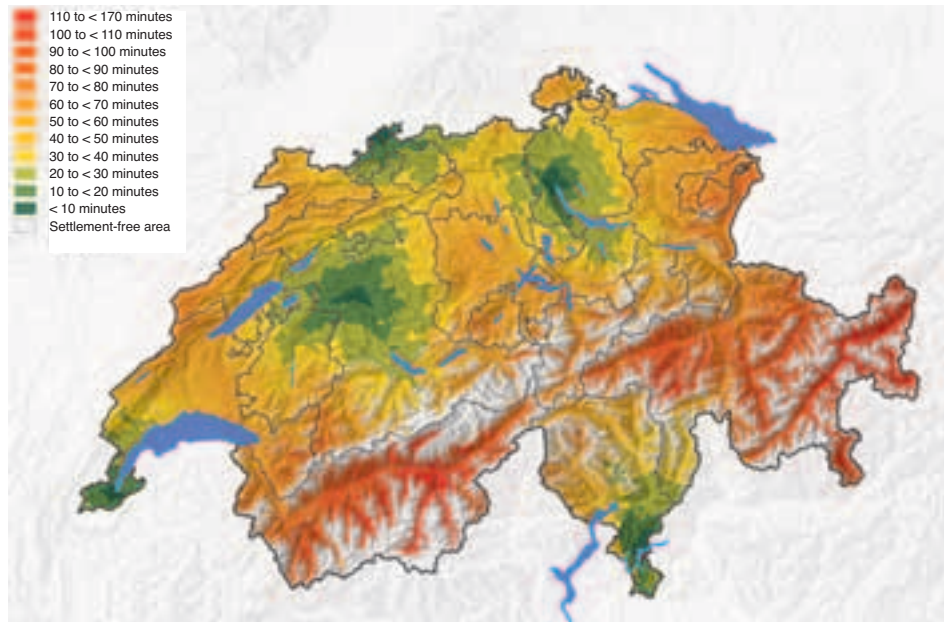 110 to < 170 minutes
100 to < 110 minutes
90 to < 100 minutes
80 to < 90 minutes
70 to < 80 minutes
60 to < 70 minutes
50 to < 60 minutes
40 to < 50 minutes
30 to < 40 minutes
20 to < 30 minutes
10 to < 20 minutes
< 10 minutes
Settlement-free area